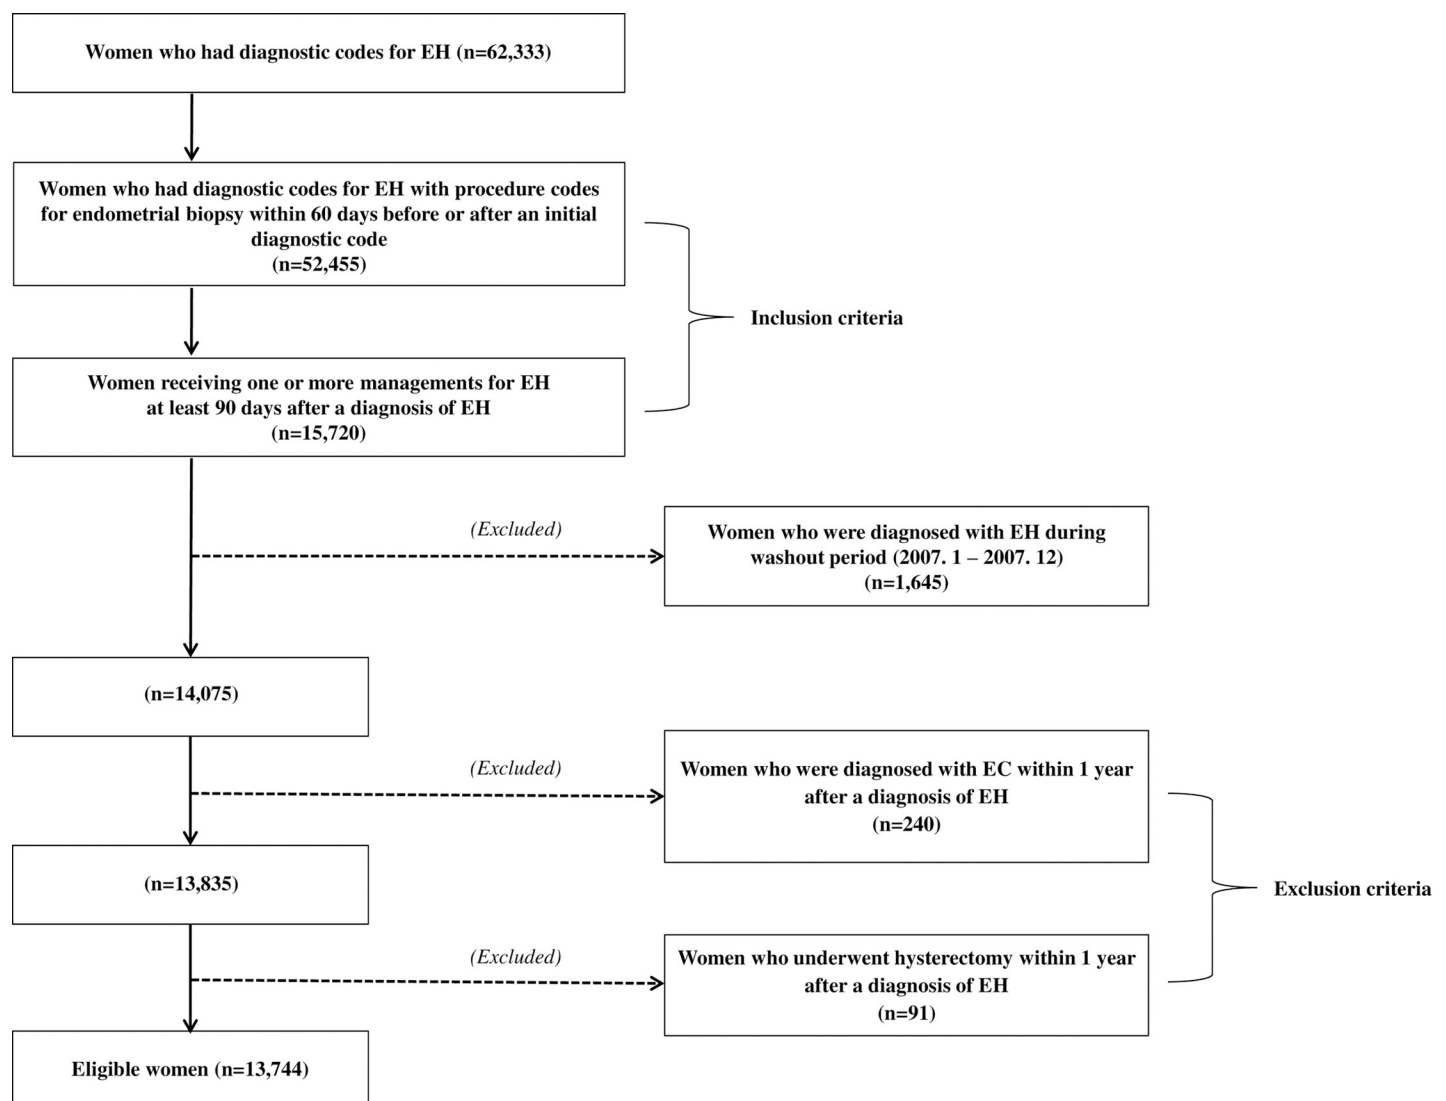 Women who had diagnostic codes for EH (n=62,333)
Women who had diagnostic codes for EH with procedure codes
for endometrial biopsy within 60 days before or after an initial
diagnostic code
(n=52,455)
Inclusion criteria
Women receiving one or more managements for EH
at least 90 days after a diagnosis of EH
(n=15,720)
(Excluded)
Women who were diagnosed with EH during
washout period (2007. 1 – 2007. 12)
(n=1,645)
(n=14,075)
(Excluded)
Women who were diagnosed with EC within 1 year
after a diagnosis of EH
(n=240)
(n=13,835)
Exclusion criteria
(Excluded)
Women who underwent hysterectomy within 1 year
after a diagnosis of EH
(n=91)
Eligible women (n=13,744)